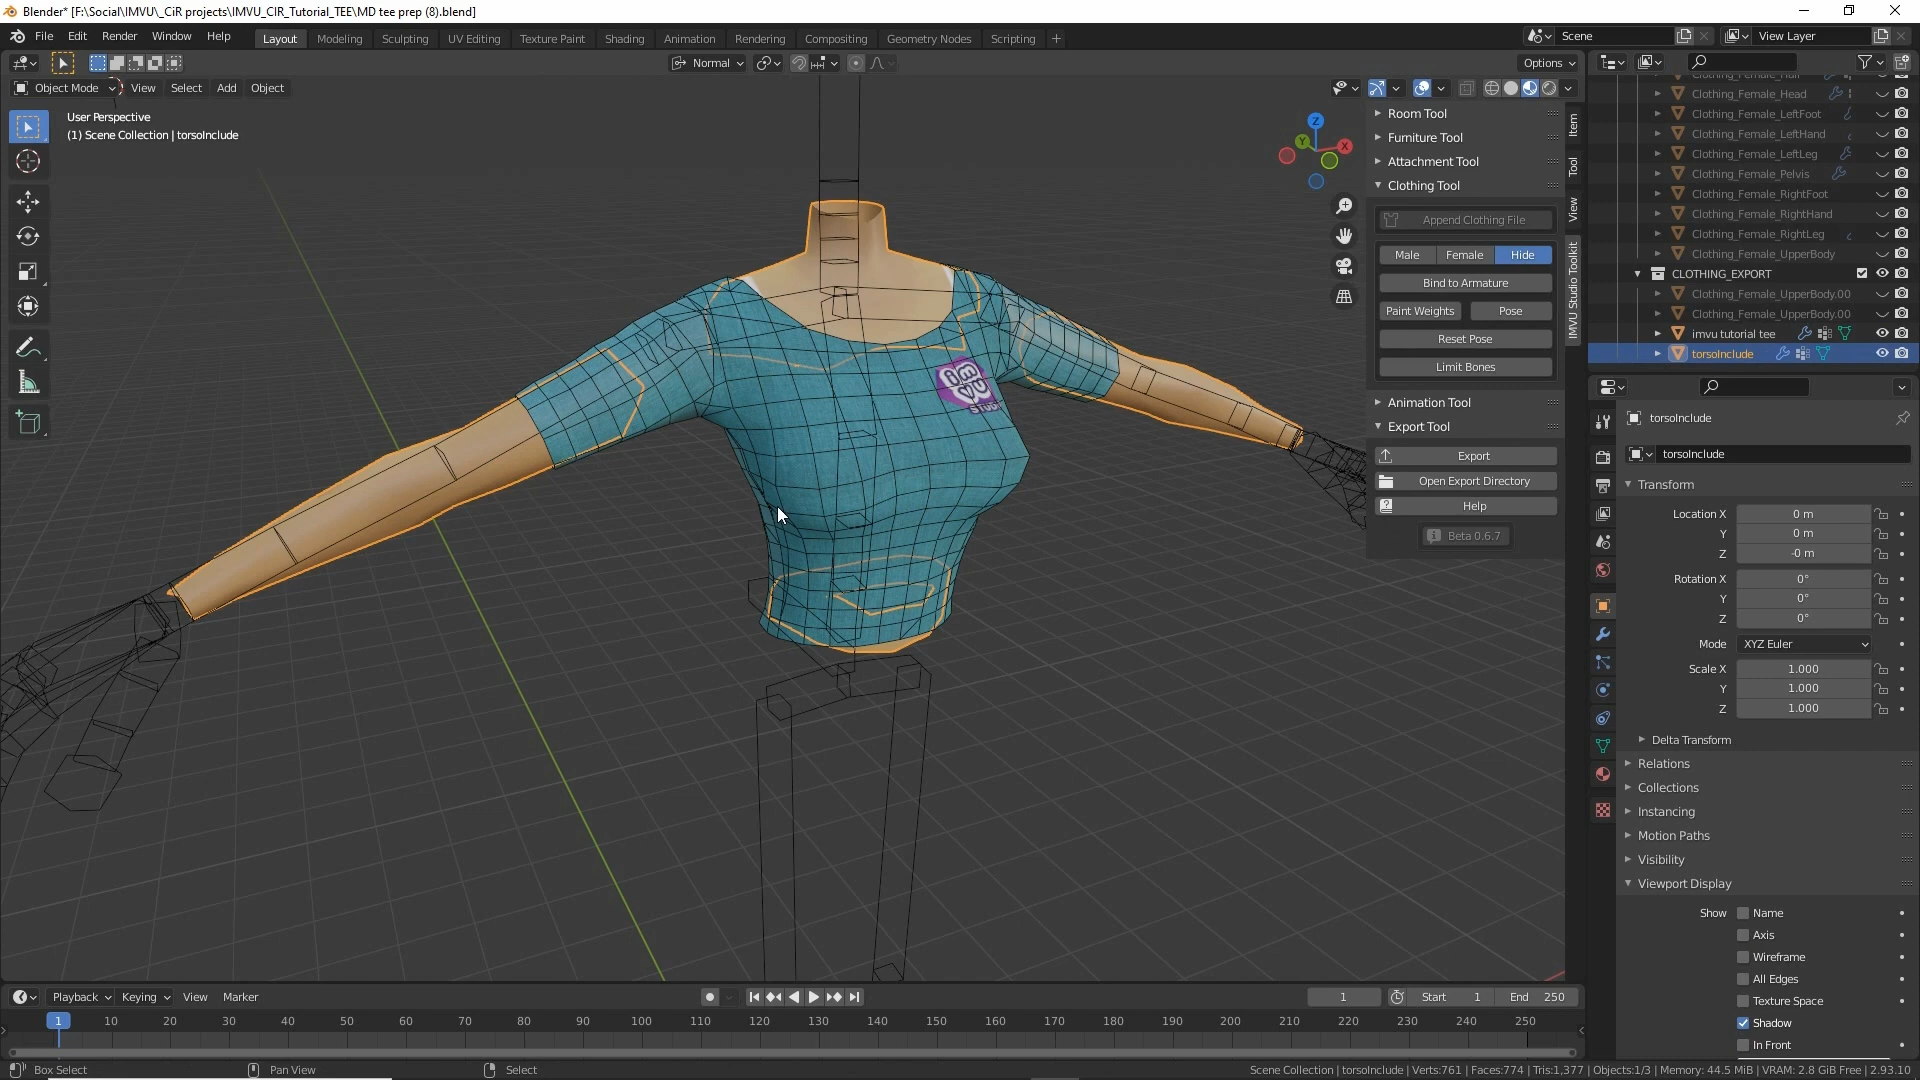 Blender* [F:\Social\IMVU\_CiR projects\IMVU_CIR_Tutorial_TEE\MD tee prep (8).blend]
File Edit Render Window Help Layout Modeling Sculpting UV Editing Texture Paint Shading Animation Rendering Compositing Geometry Nodes Scripting +
Scene View Layer
Normal Options
Object Mode View Select Add Object
User Perspective
(1) Scene Collection | torsoInclude
Z
Y
X
imvu
STUDI
Room Tool
Furniture Tool
Attachment Tool
Clothing Tool
Append Clothing File
Male Female Hide
Bind to Armature
Paint Weights Pose
Reset Pose
Limit Bones
Animation Tool
Export Tool
Export
Open Export Directory
Help
Beta 0.6.7
Item
Tool
View
IMVU Studio Toolkit
Clothing_Female_Hair
Clothing_Female_Head
Clothing_Female_LeftFoot
Clothing_Female_LeftHand
Clothing_Female_LeftLeg
Clothing_Female_Pelvis
Clothing_Female_RightFoot
Clothing_Female_RightHand
Clothing_Female_RightLeg
Clothing_Female_UpperBody
CLOTHING_EXPORT
Clothing_Female_UpperBody.00
Clothing_Female_UpperBody.00
imvu tutorial tee
torsoInclude
torsoInclude
torsoInclude
Transform
Location X 0 m
Y 0 m
Z -0 m
Rotation X 0°
Y 0°
Z 0°
Mode XYZ Euler
Scale X 1.000
Y 1.000
Z 1.000
Delta Transform
Relations
Collections
Instancing
Motion Paths
Visibility
Viewport Display
Show Name
Axis
Wireframe
All Edges
Texture Space
Shadow
In Front
Playback Keying View Marker
1 Start 1 End 250
1 10 20 30 40 50 60 70 80 90 100 110 120 130 140 150 160 170 180 190 200 210 220 230 240 250
Box Select Pan View Select
Scene Collection | torsoInclude | Verts:761 | Faces:774 | Tris:1,377 | Objects:1/3 | Memory: 44.5 MiB | VRAM: 2.8 GiB Free | 2.93.10